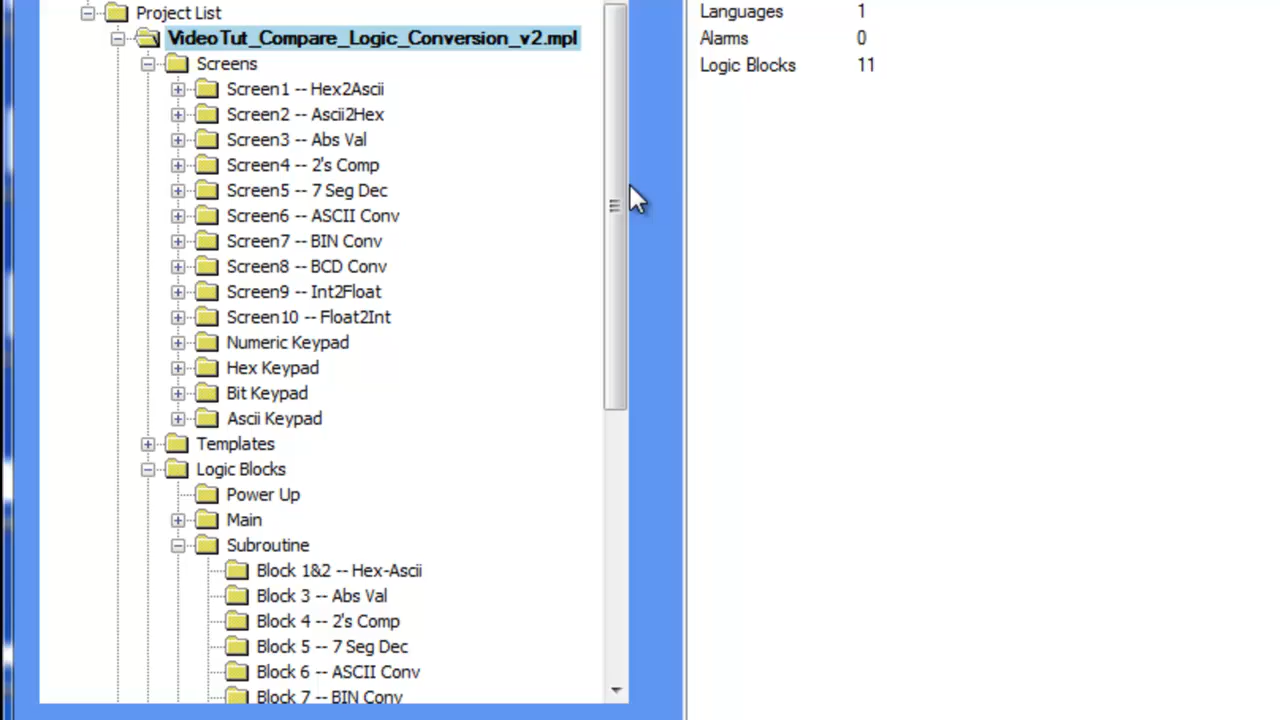 Project List
VideoTut_Compare_Logic_Conversion_v2.mpl
Screens
Screen1 -- Hex2Ascii
Screen2 -- Ascii2Hex
Screen3 -- Abs Val
Screen4 -- 2's Comp
Screen5 -- 7 Seg Dec
Screen6 -- ASCII Conv
Screen7 -- BIN Conv
Screen8 -- BCD Conv
Screen9 -- Int2Float
Screen10 -- Float2Int
Numeric Keypad
Hex Keypad
Bit Keypad
Ascii Keypad
Templates
Logic Blocks
Power Up
Main
Subroutine
Block 1&2 -- Hex-Ascii
Block 3 -- Abs Val
Block 4 -- 2's Comp
Block 5 -- 7 Seg Dec
Block 6 -- ASCII Conv
Block 7 -- BIN Conv
Languages 1
Alarms 0
Logic Blocks 11